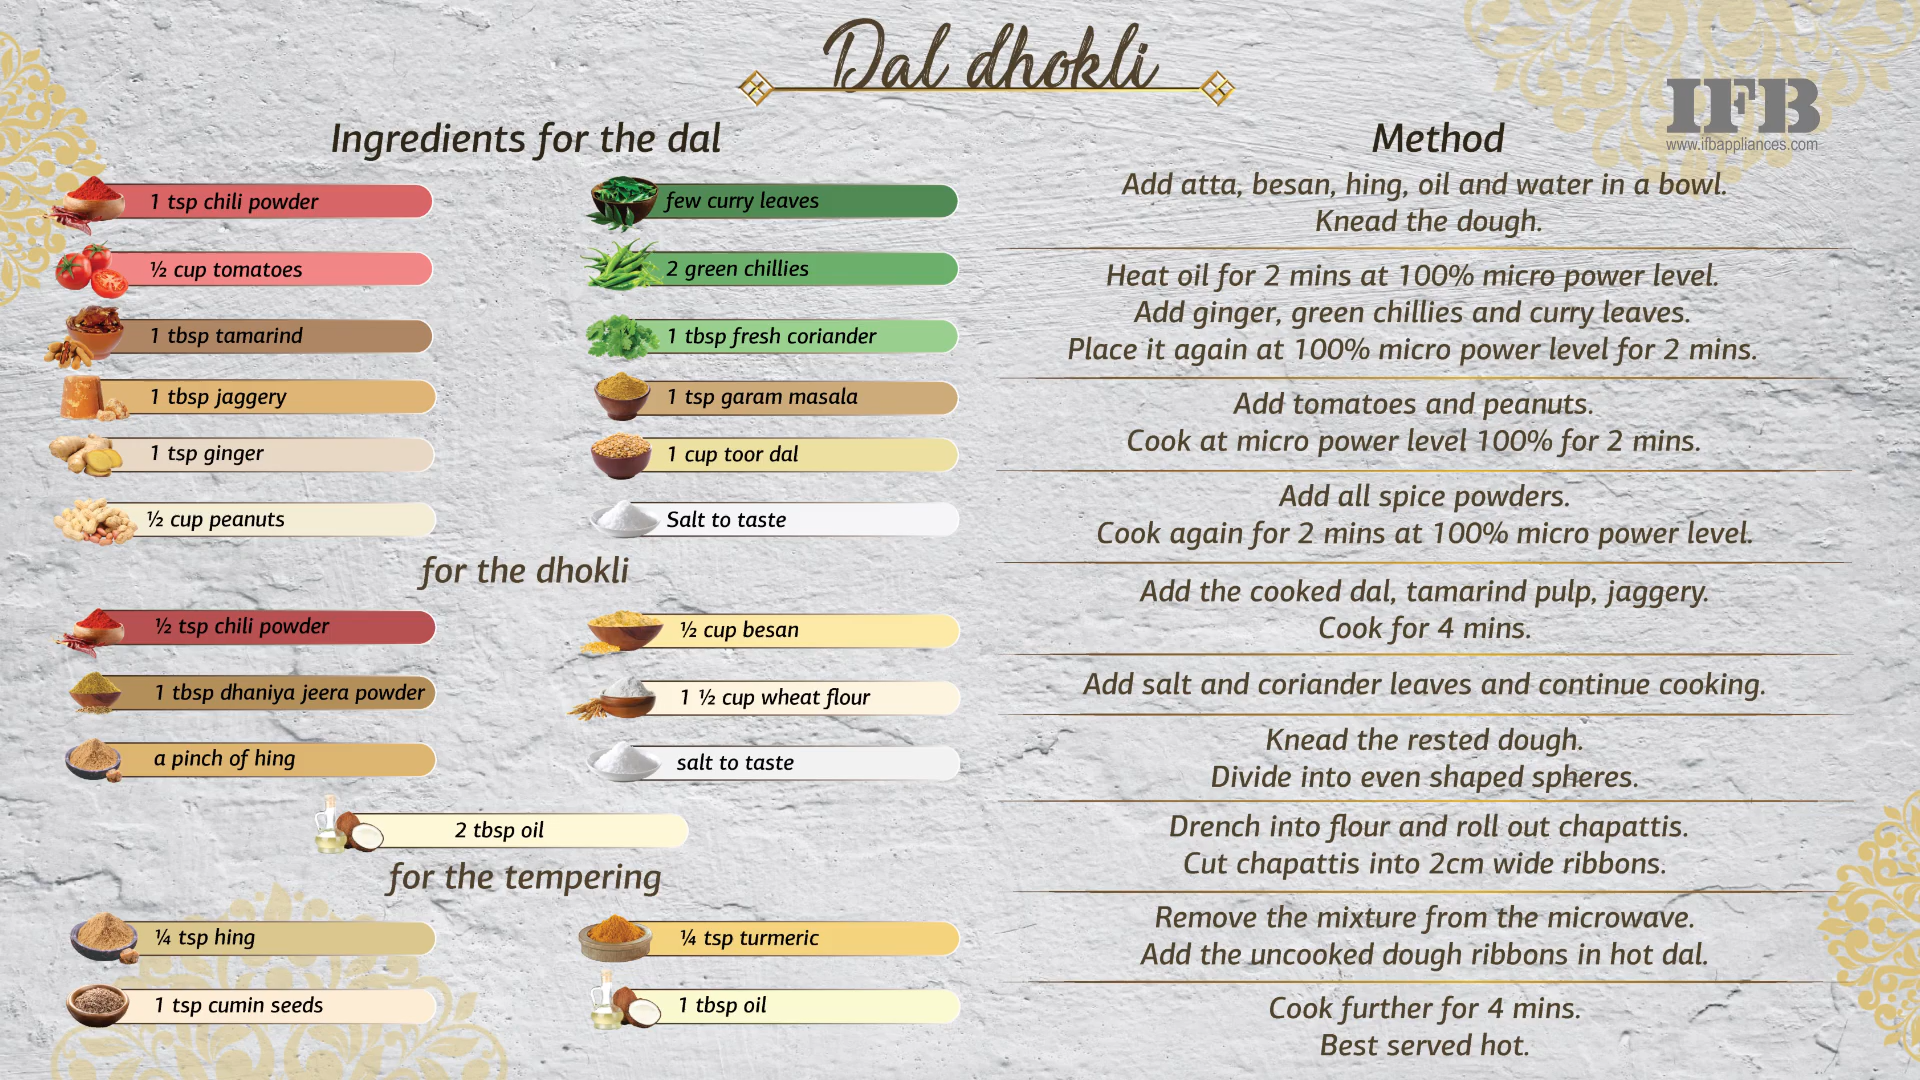 Dal dhokli
IFB
www.ifbappliances.com
Ingredients for the dal
1 tsp chili powder
½ cup tomatoes
1 tbsp tamarind
1 tbsp jaggery
1 tsp ginger
½ cup peanuts
few curry leaves
2 green chillies
1 tbsp fresh coriander
1 tsp garam masala
1 cup toor dal
Salt to taste
for the dhokli
½ tsp chili powder
1 tbsp dhaniya jeera powder
a pinch of hing
½ cup besan
1 ½ cup wheat flour
salt to taste
2 tbsp oil
for the tempering
¼ tsp hing
1 tsp cumin seeds
¼ tsp turmeric
1 tbsp oil
Method
Add atta, besan, hing, oil and water in a bowl.
Knead the dough.
Heat oil for 2 mins at 100% micro power level.
Add ginger, green chillies and curry leaves.
Place it again at 100% micro power level for 2 mins.
Add tomatoes and peanuts.
Cook at micro power level 100% for 2 mins.
Add all spice powders.
Cook again for 2 mins at 100% micro power level.
Add the cooked dal, tamarind pulp, jaggery.
Cook for 4 mins.
Add salt and coriander leaves and continue cooking.
Knead the rested dough.
Divide into even shaped spheres.
Drench into flour and roll out chapattis.
Cut chapattis into 2cm wide ribbons.
Remove the mixture from the microwave.
Add the uncooked dough ribbons in hot dal.
Cook further for 4 mins.
Best served hot.